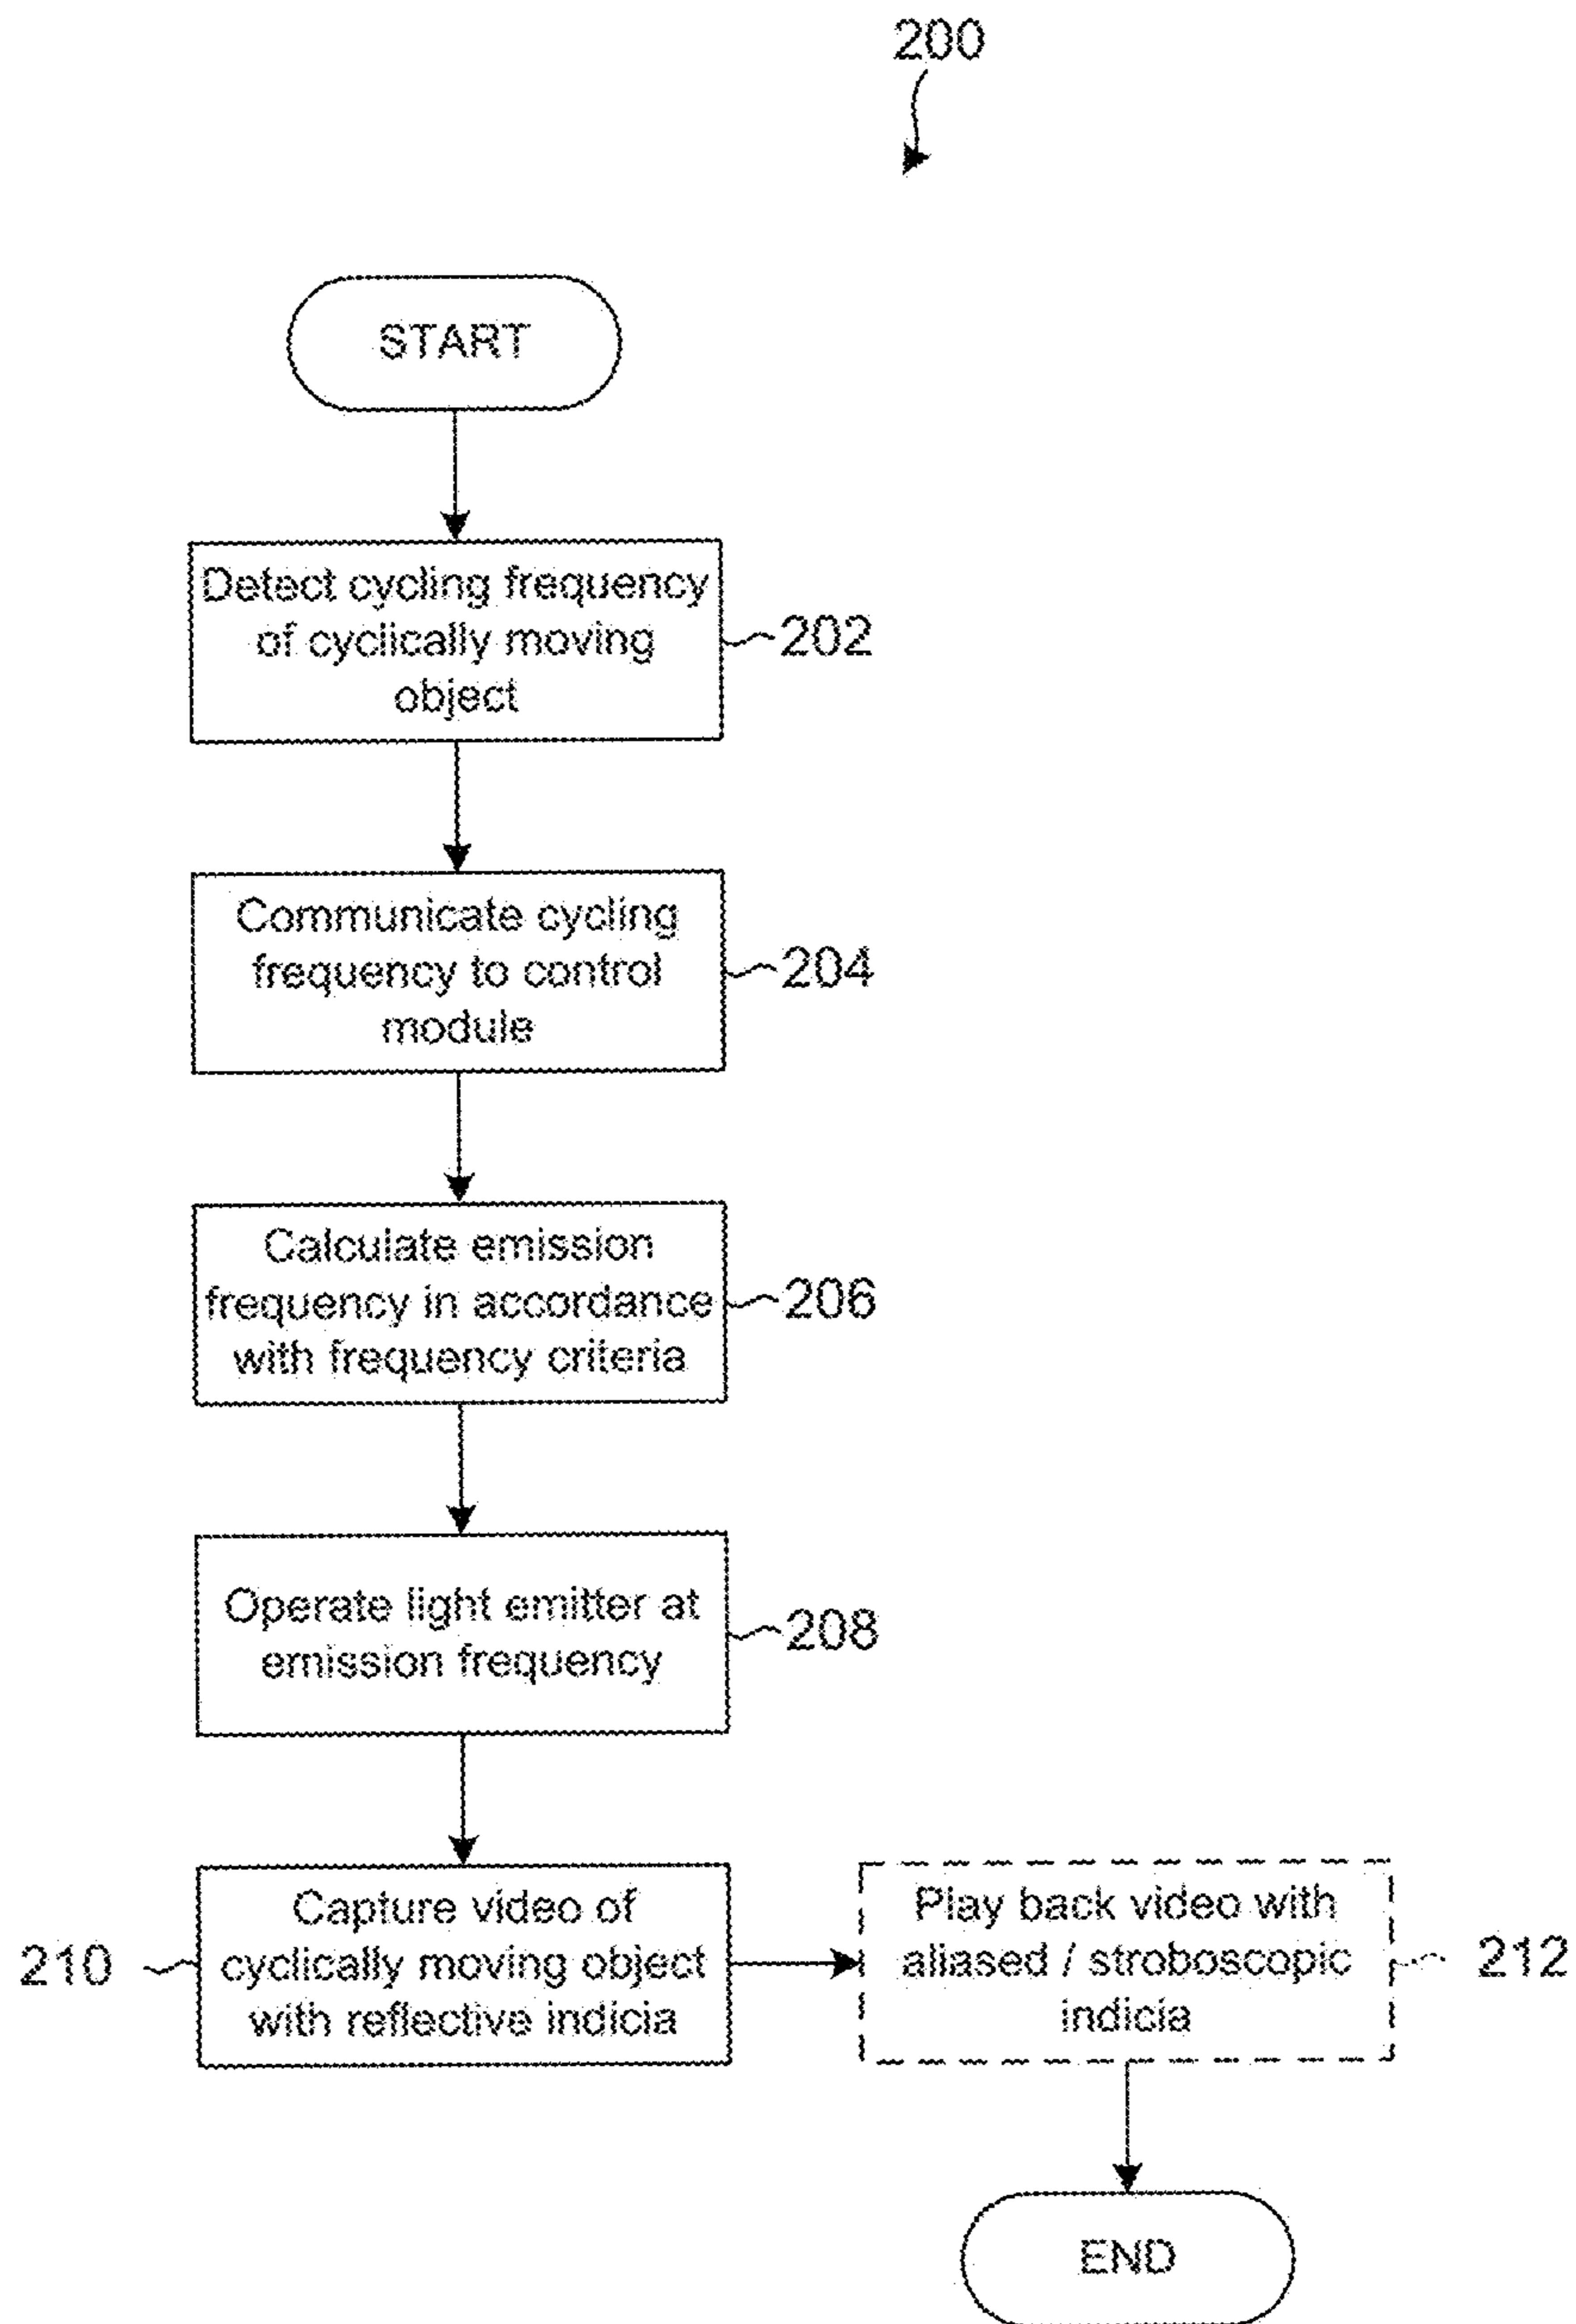 200
START
Detect cycling frequency
of cyclically moving
object
202
Communicate cycling
frequency to control
module
204
Calculate emission
frequency in accordance
with frequency criteria
206
Operate light emitter at
emission frequency
208
Capture video of
cyclically moving object
with reflective indicia
210
Play back video with
aliased / stroboscopic
indicia
212
END